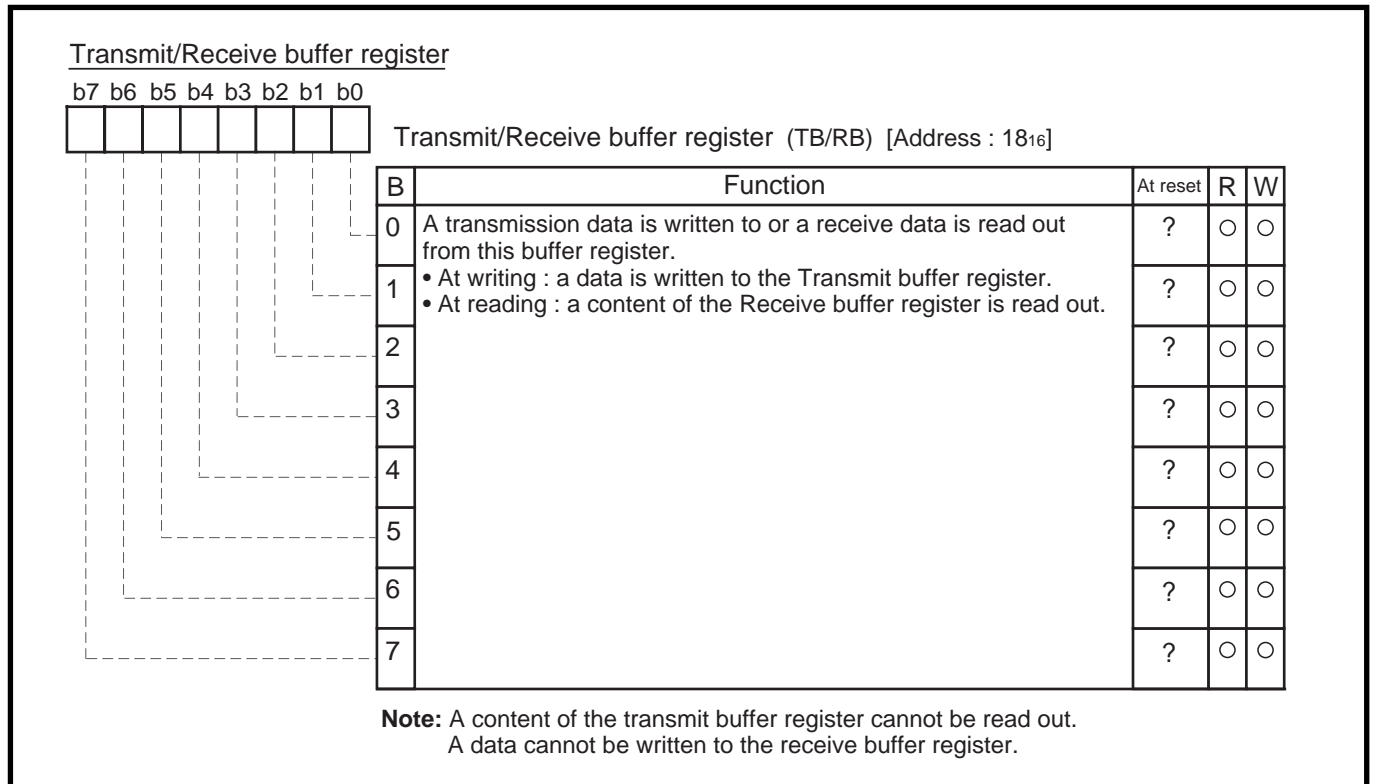 Transmit/Receive buffer register
b7 b6 b5 b4 b3 b2 b1 b0
Transmit/Receive buffer register (TB/RB) [Address : 18₁₆]
B Function At reset R W
0 A transmission data is written to or a receive data is read out ? ○ ○
from this buffer register.
• At writing : a data is written to the Transmit buffer register.
1 ? ○ ○
• At reading : a content of the Receive buffer register is read out.
2 ? ○ ○
3 ? ○ ○
4 ? ○ ○
5 ? ○ ○
6 ? ○ ○
7 ? ○ ○
Note: A content of the transmit buffer register cannot be read out.
A data cannot be written to the receive buffer register.